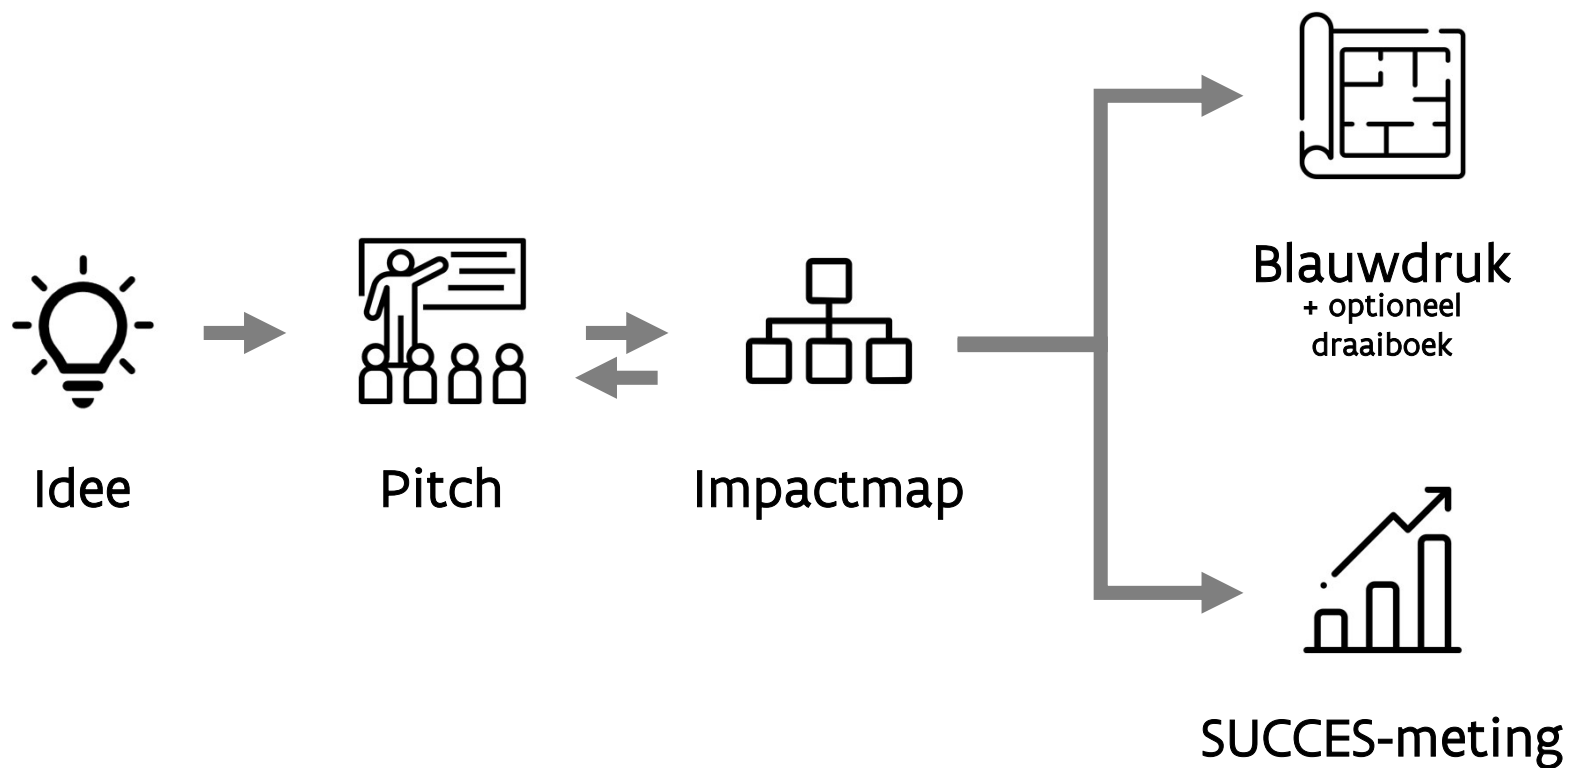 Idee
Pitch
Impactmap
Blauwdruk
+ optioneel
draaiboek
SUCCES-meting